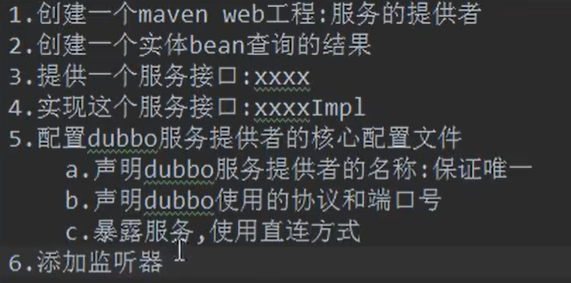 1.创建一个maven web工程:服务的提供者
2.创建一个实体bean查询的结果
3.提供一个服务接口:xxxx
4.实现这个服务接口:xxxxImpl
5.配置dubbo服务提供者的核心配置文件
a.声明dubbo服务提供者的名称:保证唯一
b.声明dubbo使用的协议和端口号
c.暴露服务,使用直连方式
6.添加监听器